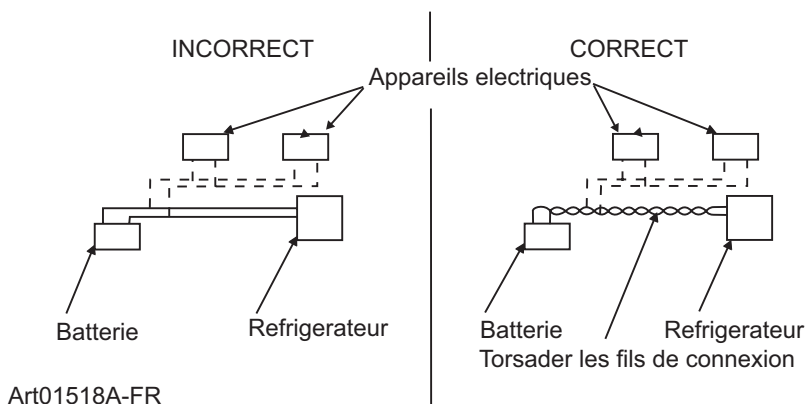 INCORRECT
CORRECT
Appareils electriques
Batterie
Refrigerateur
Batterie
Refrigerateur
Torsader les fils de connexion
Art01518A-FR